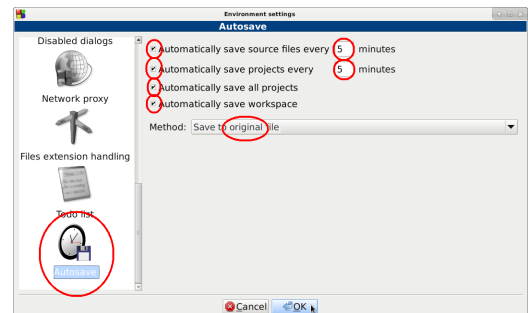 Environment settings
Autosave
Disabled dialogs
Network proxy
Files extension handling
Todo list
Autosave
Automatically save source files every 5 minutes
Automatically save projects every 5 minutes
Automatically save all projects
Automatically save workspace
Method: Save to original file
Cancel OK